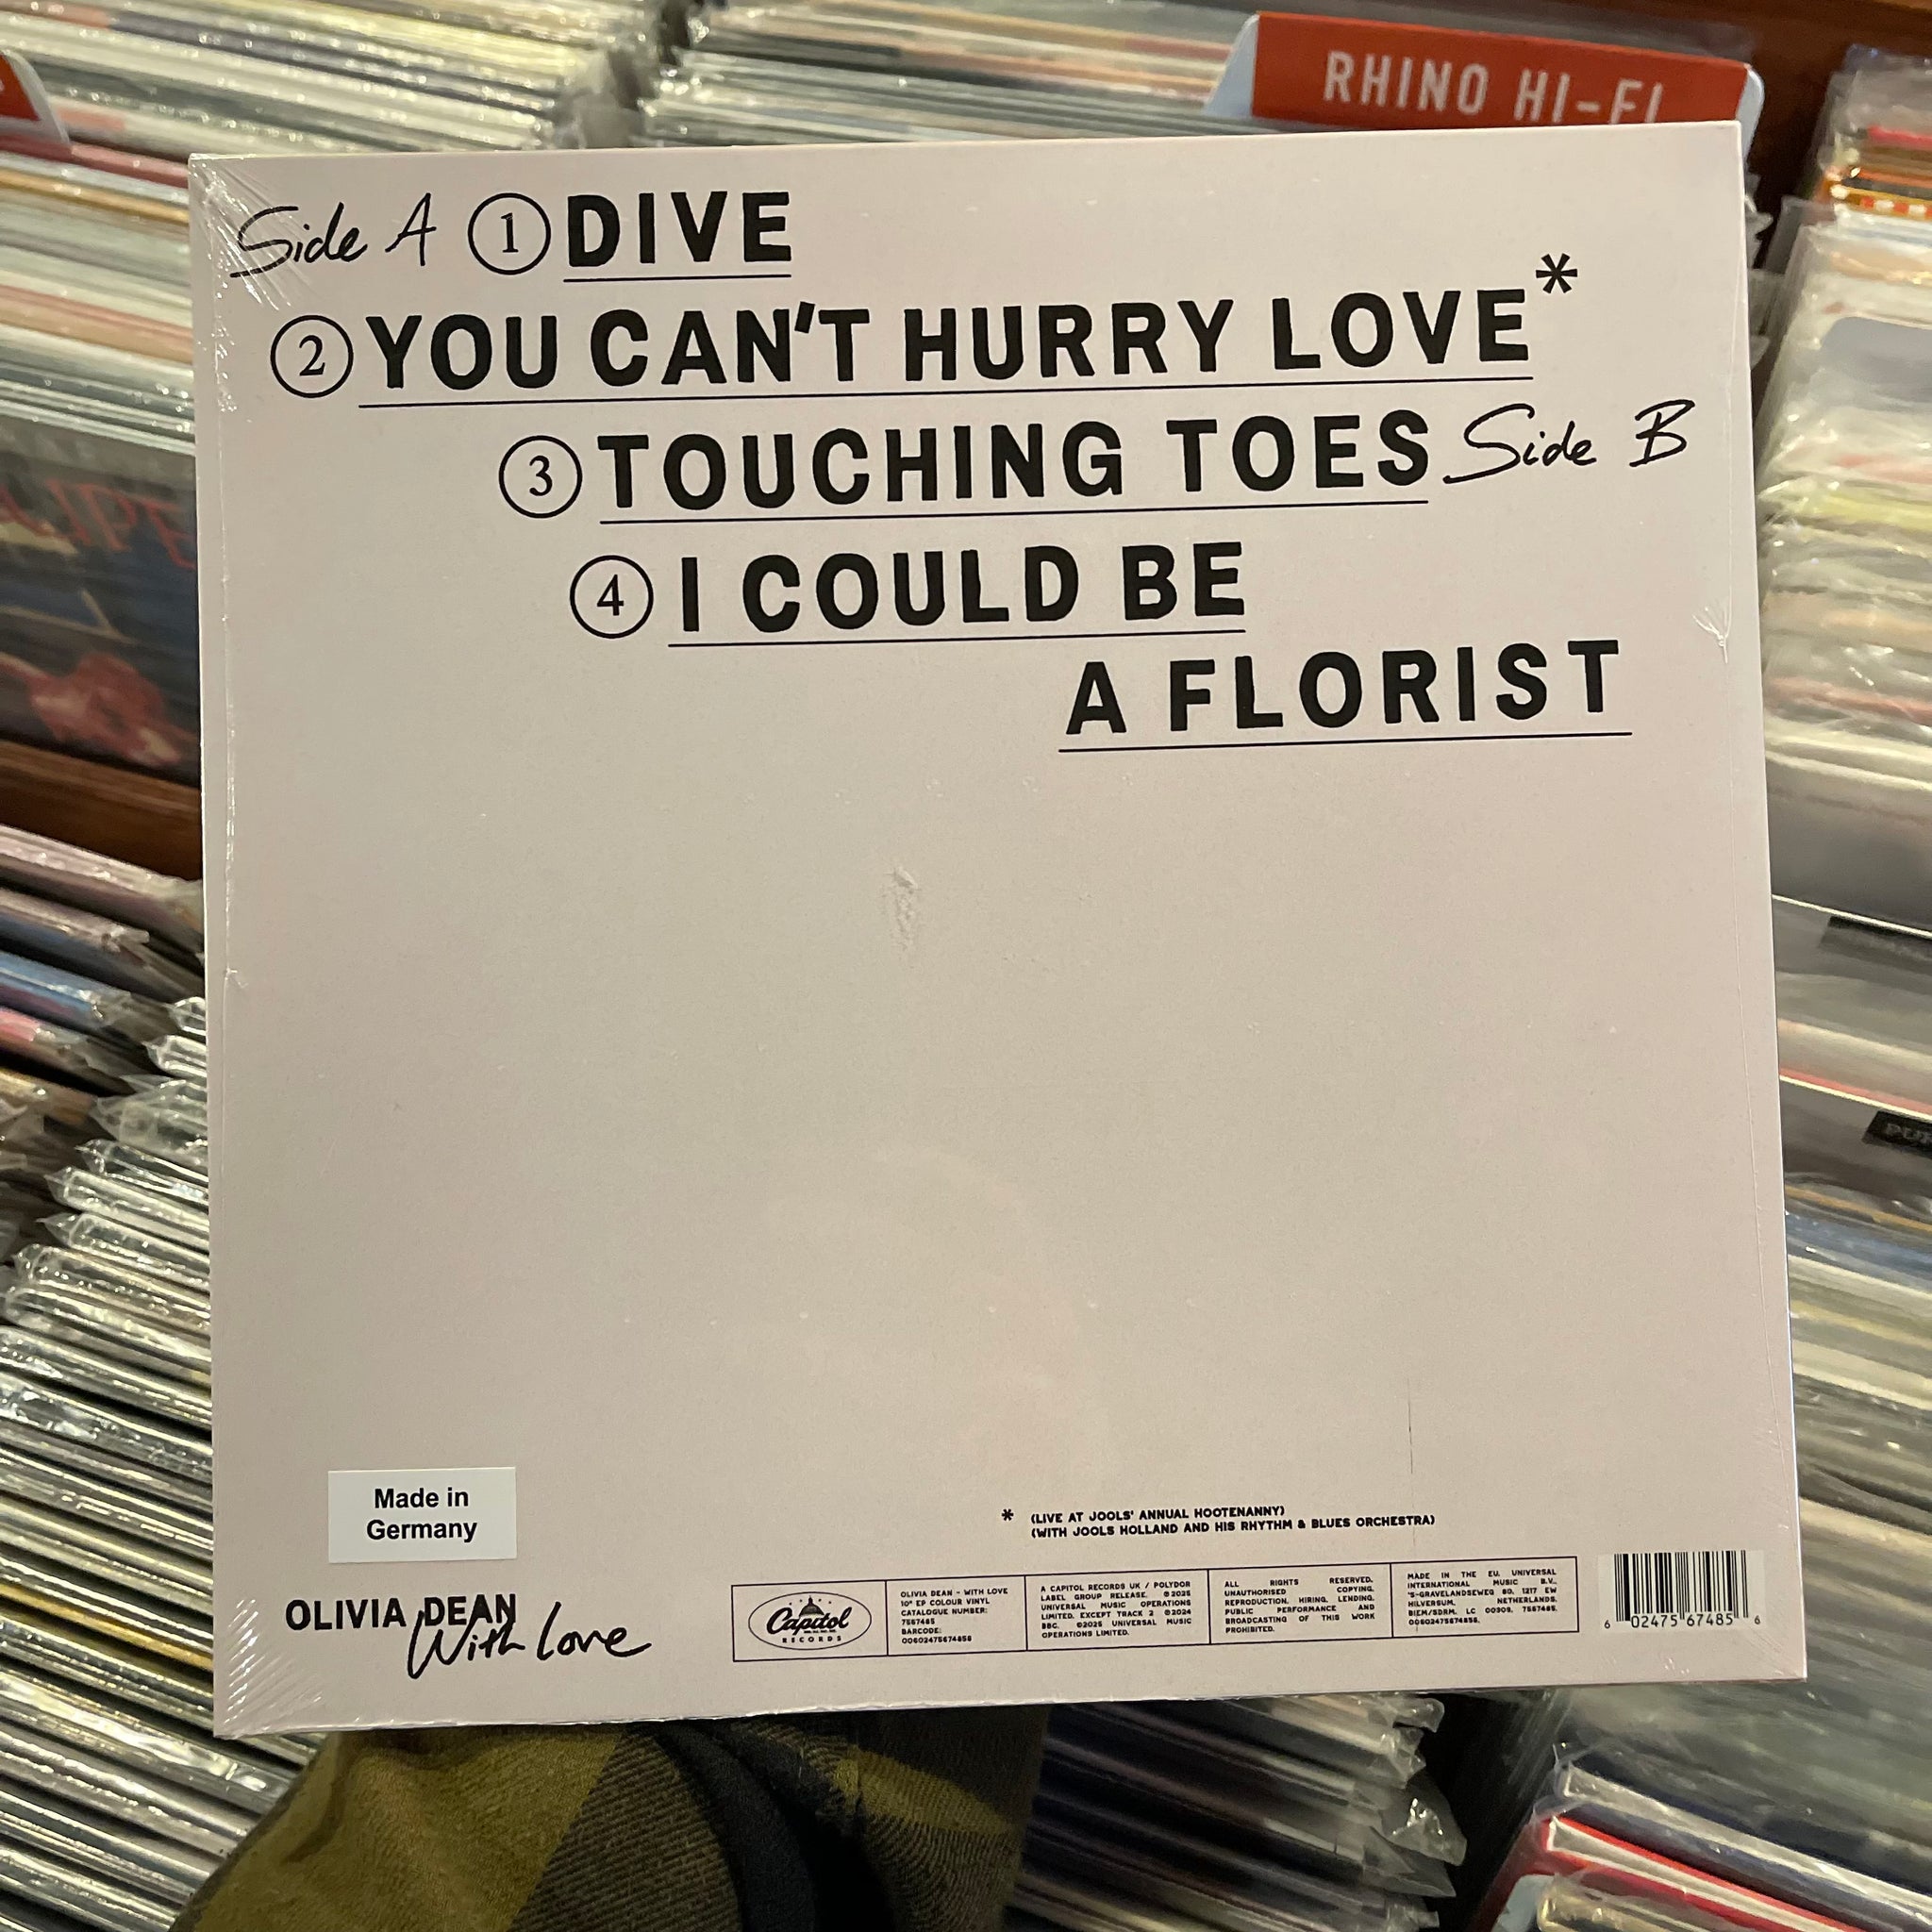 RHINO HI-FI
Side A ① DIVE
② YOU CAN'T HURRY LOVE*
③ TOUCHING TOES Side B
④ I COULD BE
A FLORIST
Made in
Germany
* (LIVE AT JOOLS' ANNUAL HOOTENANNY)
(WITH JOOLS HOLLAND AND HIS RHYTHM & BLUES ORCHESTRA)
OLIVIA DEAN
With Love
Capitol
RECORDS
OLIVIA DEAN - WITH LOVE
10" EP COLOUR VINYL
CATALOGUE NUMBER:
7567485
BARCODE:
00602475674856
A CAPITOL RECORDS UK / POLYDOR
LABEL GROUP RELEASE. ℗2025
UNIVERSAL MUSIC OPERATIONS
LIMITED. EXCEPT TRACK 2 ℗2024
BBC. ©2025 UNIVERSAL MUSIC
OPERATIONS LIMITED.
ALL RIGHTS RESERVED.
UNAUTHORISED COPYING,
REPRODUCTION, HIRING, LENDING,
PUBLIC PERFORMANCE AND
BROADCASTING OF THIS WORK
PROHIBITED.
MADE IN THE EU. UNIVERSAL
INTERNATIONAL MUSIC B.V.,
'S-GRAVELANDSEWEG 80, 1217 EW
HILVERSUM, NETHERLANDS.
BIEM/SDRM. LC 00309. 7567485.
00602475674856.
6 02475 67485 6